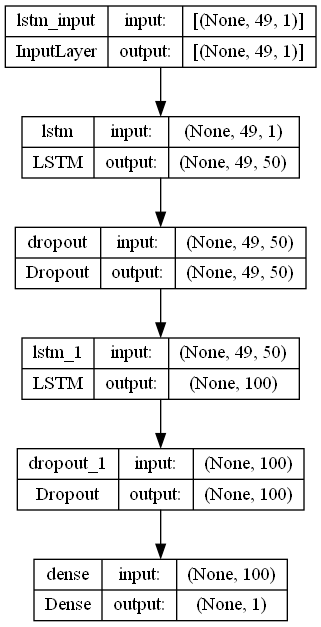 lstm_input input: [(None, 49, 1)]
InputLayer output: [(None, 49, 1)]
lstm input: (None, 49, 1)
LSTM output: (None, 49, 50)
dropout input: (None, 49, 50)
Dropout output: (None, 49, 50)
lstm_1 input: (None, 49, 50)
LSTM output: (None, 100)
dropout_1 input: (None, 100)
Dropout output: (None, 100)
dense input: (None, 100)
Dense output: (None, 1)